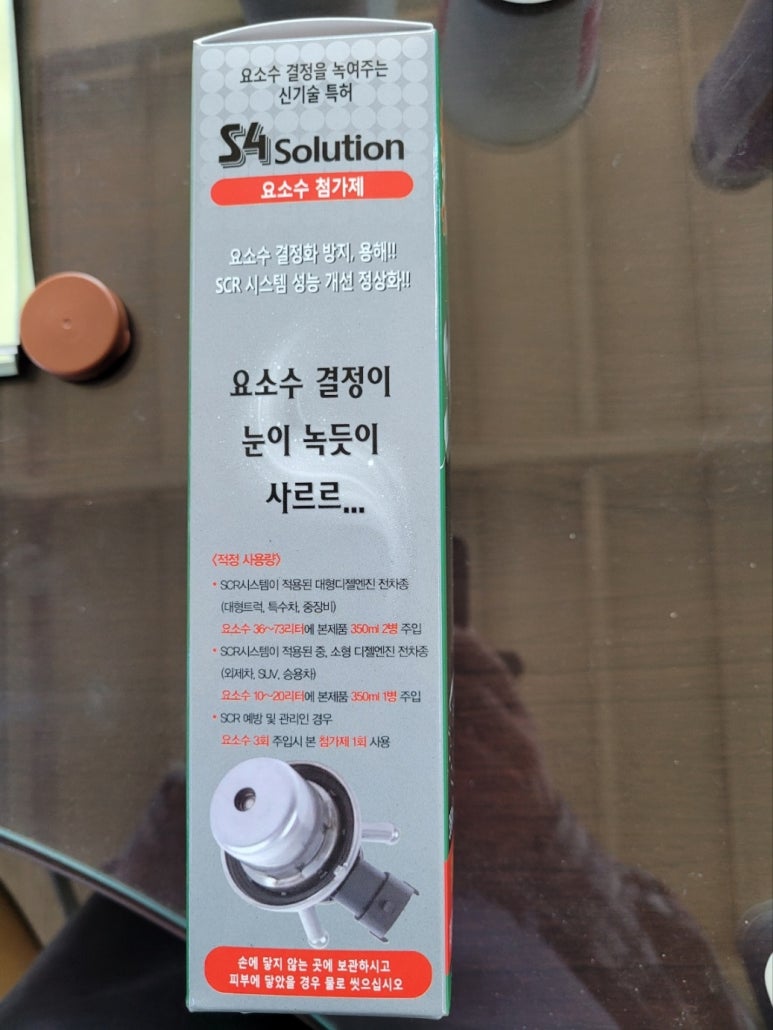 요소수 결정을 녹여주는
신기술 특허
S4 Solution
요소수 첨가제
요소수 결정화 방지, 용해!!
SCR 시스템 성능 개선 정상화!!
요소수 결정이
눈이 녹듯이
사르르...
<적정 사용량>
• SCR시스템이 적용된 대형디젤엔진 전차종
(대형트럭, 특수차, 중장비)
요소수 36~73리터에 본제품 350ml 2병 주입
• SCR시스템이 적용된 중, 소형 디젤엔진 전차종
(외제차, SUV, 승용차)
요소수 10~20리터에 본제품 350ml 1병 주입
• SCR 예방 및 관리인 경우
요소수 3회 주입시 본 첨가제 1회 사용
손에 닿지 않는 곳에 보관하시고
피부에 닿았을 경우 물로 씻으십시오